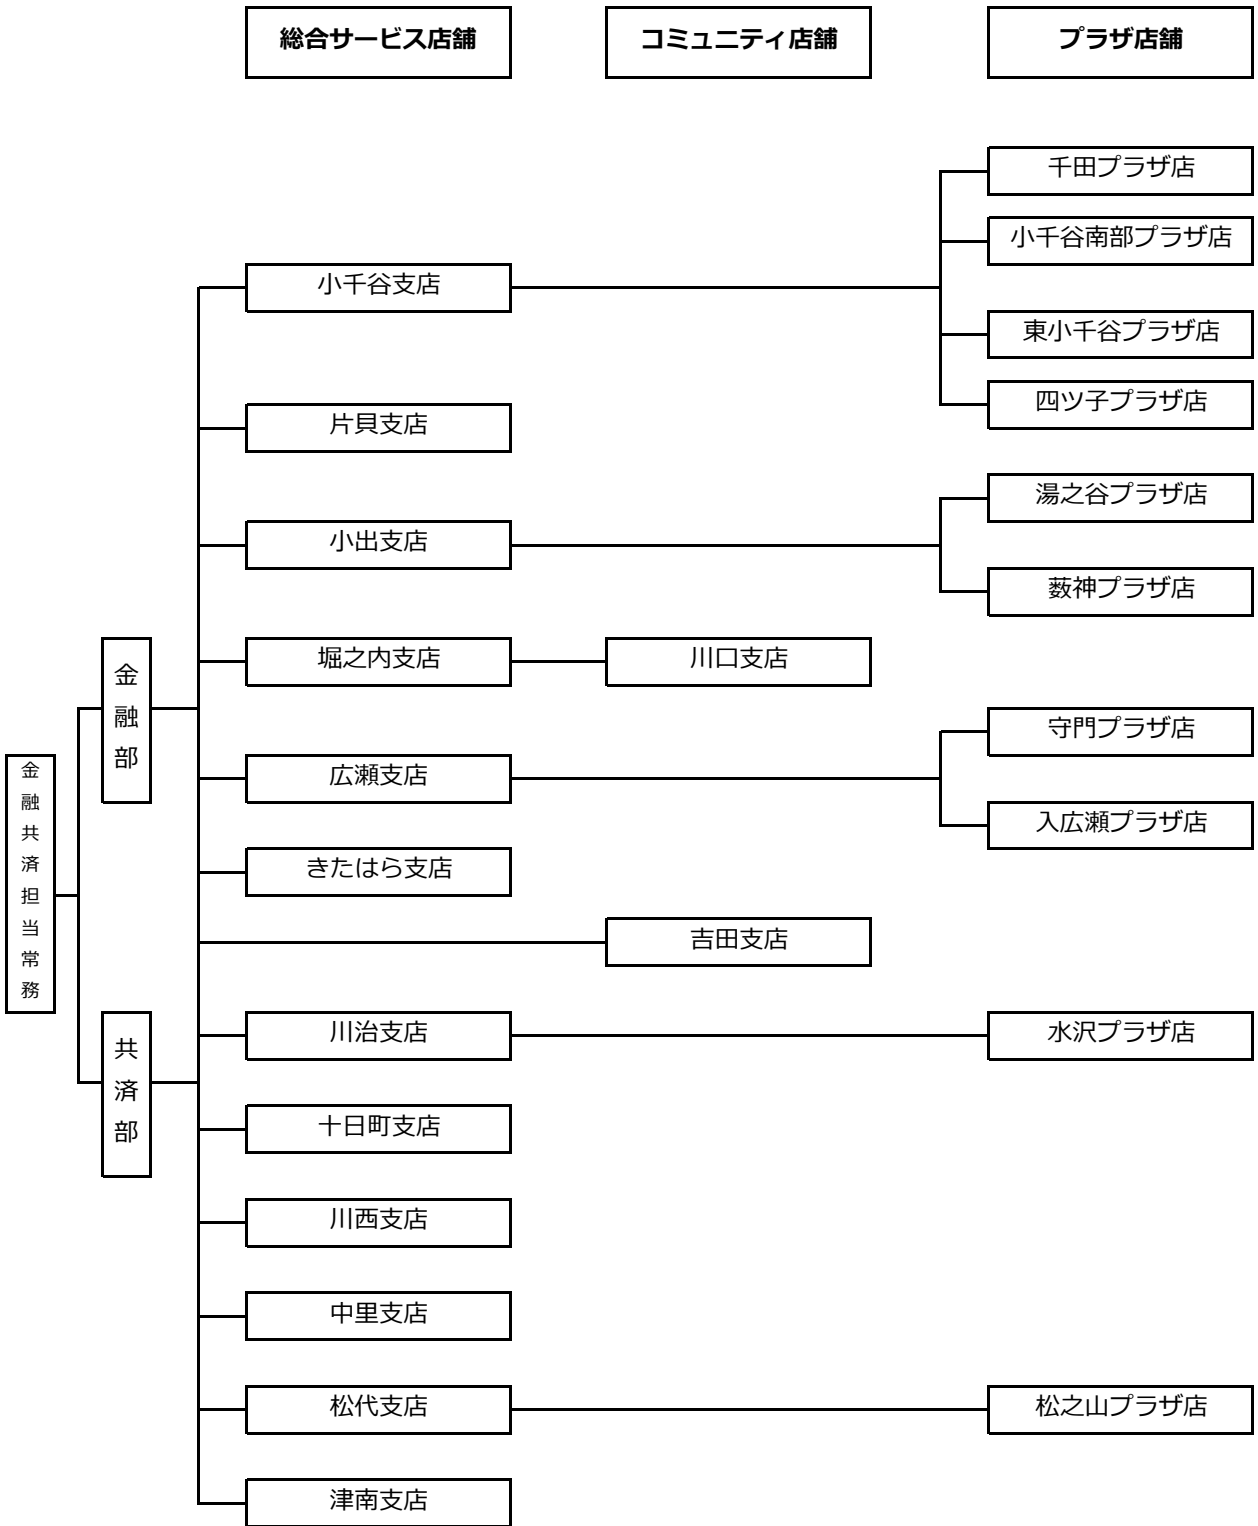 総合サービス店舗
コミュニティ店舗
プラザ店舗
千田プラザ店
小千谷南部プラザ店
小千谷支店
東小千谷プラザ店
四ツ子プラザ店
片貝支店
湯之谷プラザ店
小出支店
薮神プラザ店
堀之内支店
川口支店
金融部
守門プラザ店
広瀬支店
入広瀬プラザ店
金融共済担当常務
きたはら支店
吉田支店
川治支店
水沢プラザ店
共済部
十日町支店
川西支店
中里支店
松代支店
松之山プラザ店
津南支店